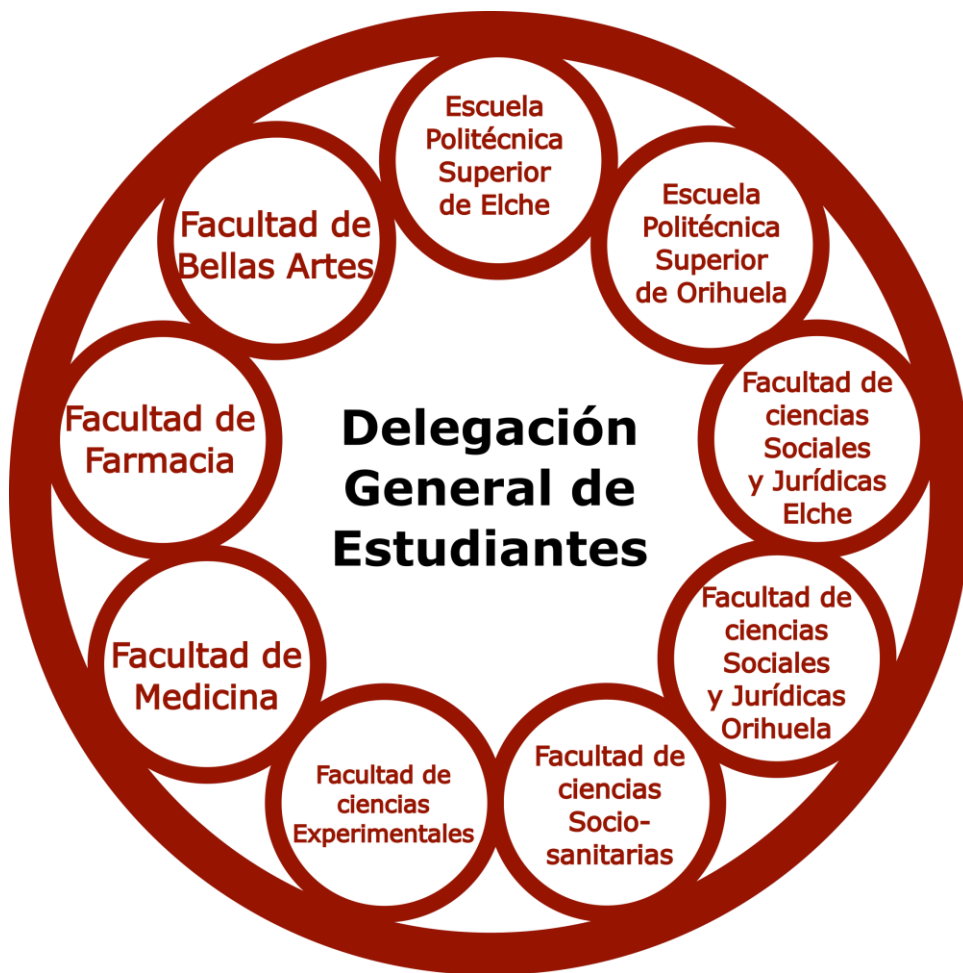 Escuela
Politécnica
Superior
de Elche
Escuela
Politécnica
Superior
de Orihuela
Facultad de
ciencias
Sociales
y Jurídicas
Elche
Facultad de
ciencias
Sociales
y Jurídicas
Orihuela
Facultad de
ciencias
Socio-
sanitarias
Facultad de
ciencias
Experimentales
Facultad de
Medicina
Facultad de
Farmacia
Facultad de
Bellas Artes
Delegación
General de
Estudiantes